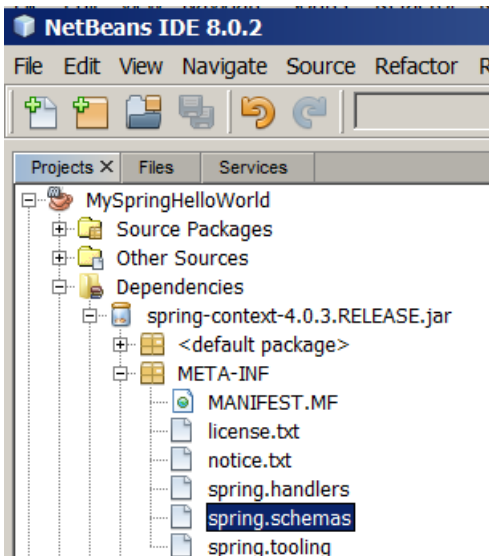 NetBeans IDE 8.0.2
File Edit View Navigate Source Refactor R
Projects Files Services
MySpringHelloWorld
Source Packages
Other Sources
Dependencies
spring-context-4.0.3.RELEASE.jar
<default package>
META-INF
MANIFEST.MF
license.txt
notice.txt
spring.handlers
spring.schemas
spring.tooling